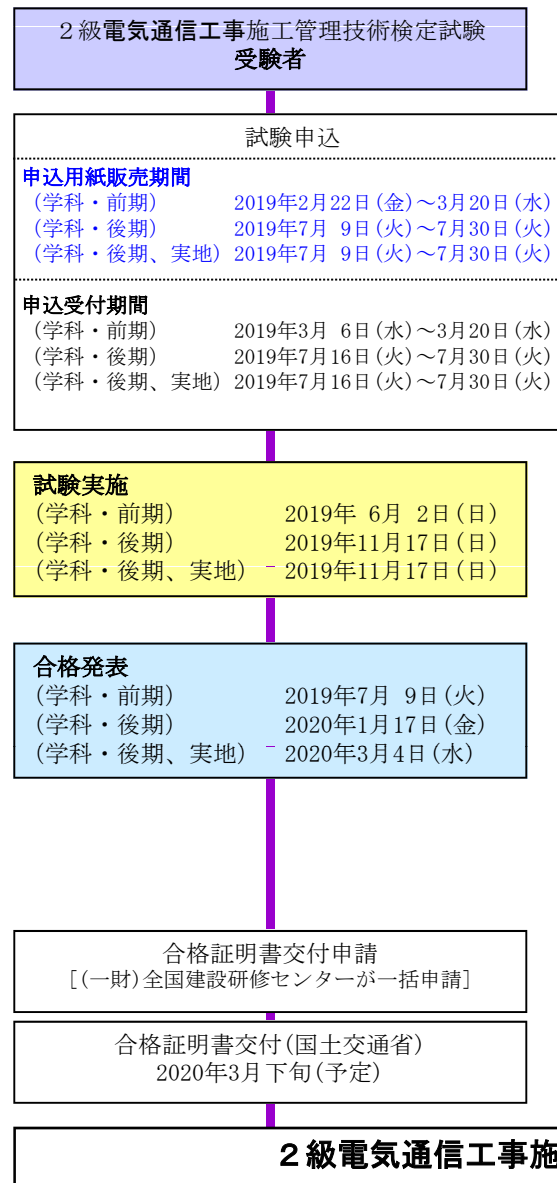 ２級電気通信工事施工管理技術検定試験
受験者
試験申込
申込用紙販売期間
(学科・前期) 2019年2月22日(金)～3月20日(水)
(学科・後期) 2019年7月 9日(火)～7月30日(火)
(学科・後期、実地) 2019年7月 9日(火)～7月30日(火)
申込受付期間
(学科・前期) 2019年3月 6日(水)～3月20日(水)
(学科・後期) 2019年7月16日(火)～7月30日(火)
(学科・後期、実地) 2019年7月16日(火)～7月30日(火)
試験実施
(学科・前期) 2019年 6月 2日(日)
(学科・後期) 2019年11月17日(日)
(学科・後期、実地) 2019年11月17日(日)
合格発表
(学科・前期) 2019年7月 9日(火)
(学科・後期) 2020年1月17日(金)
(学科・後期、実地) 2020年3月4日(水)
合格証明書交付申請
[(一財)全国建設研修センターが一括申請]
合格証明書交付(国土交通省)
2020年3月下旬(予定)
２級電気通信工事施